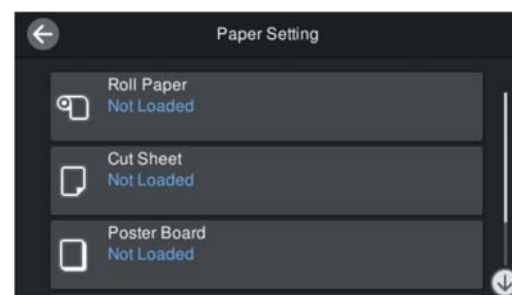 Paper Setting
Roll Paper
Not Loaded
Cut Sheet
Not Loaded
Poster Board
Not Loaded